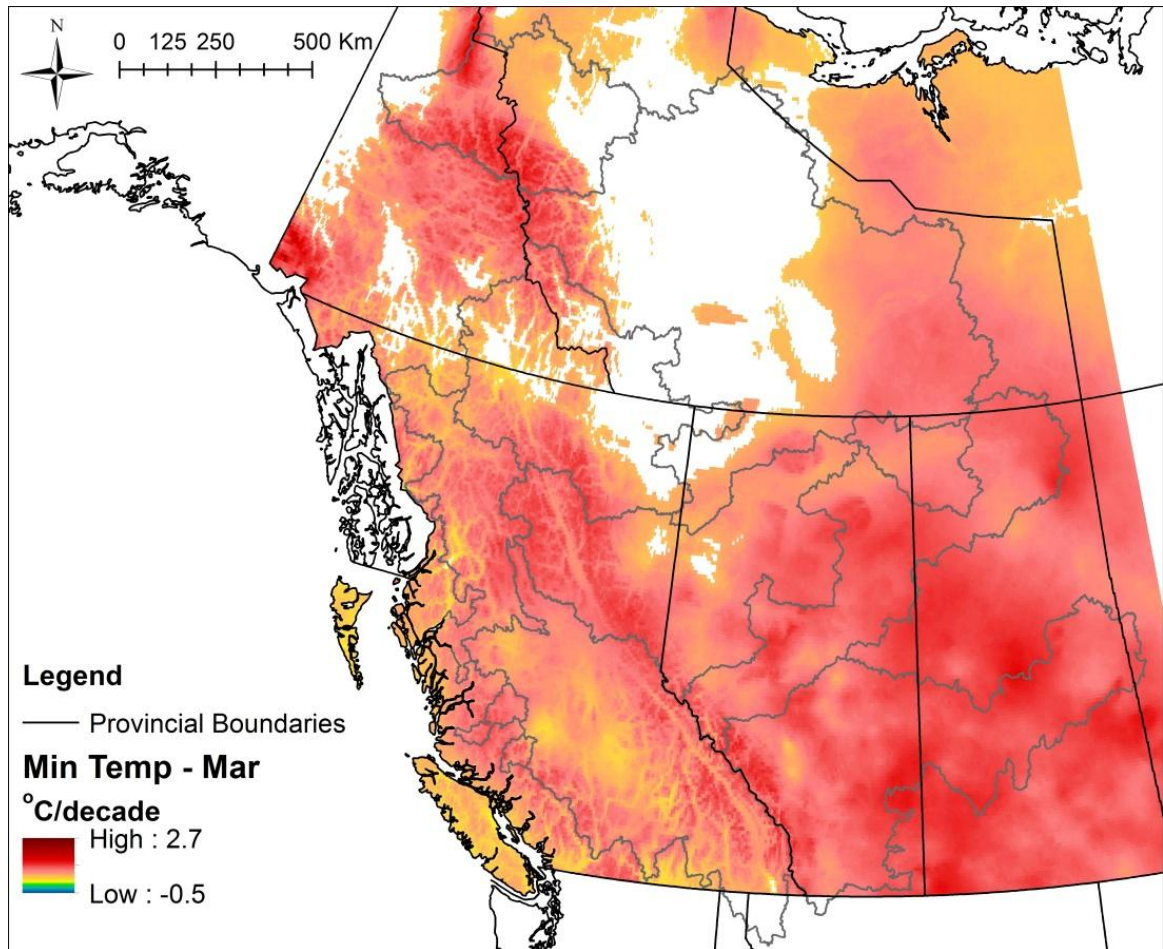 N
0 125 250 500 Km
Legend
Provincial Boundaries
Min Temp - Mar
°C/decade
High : 2.7
Low : -0.5